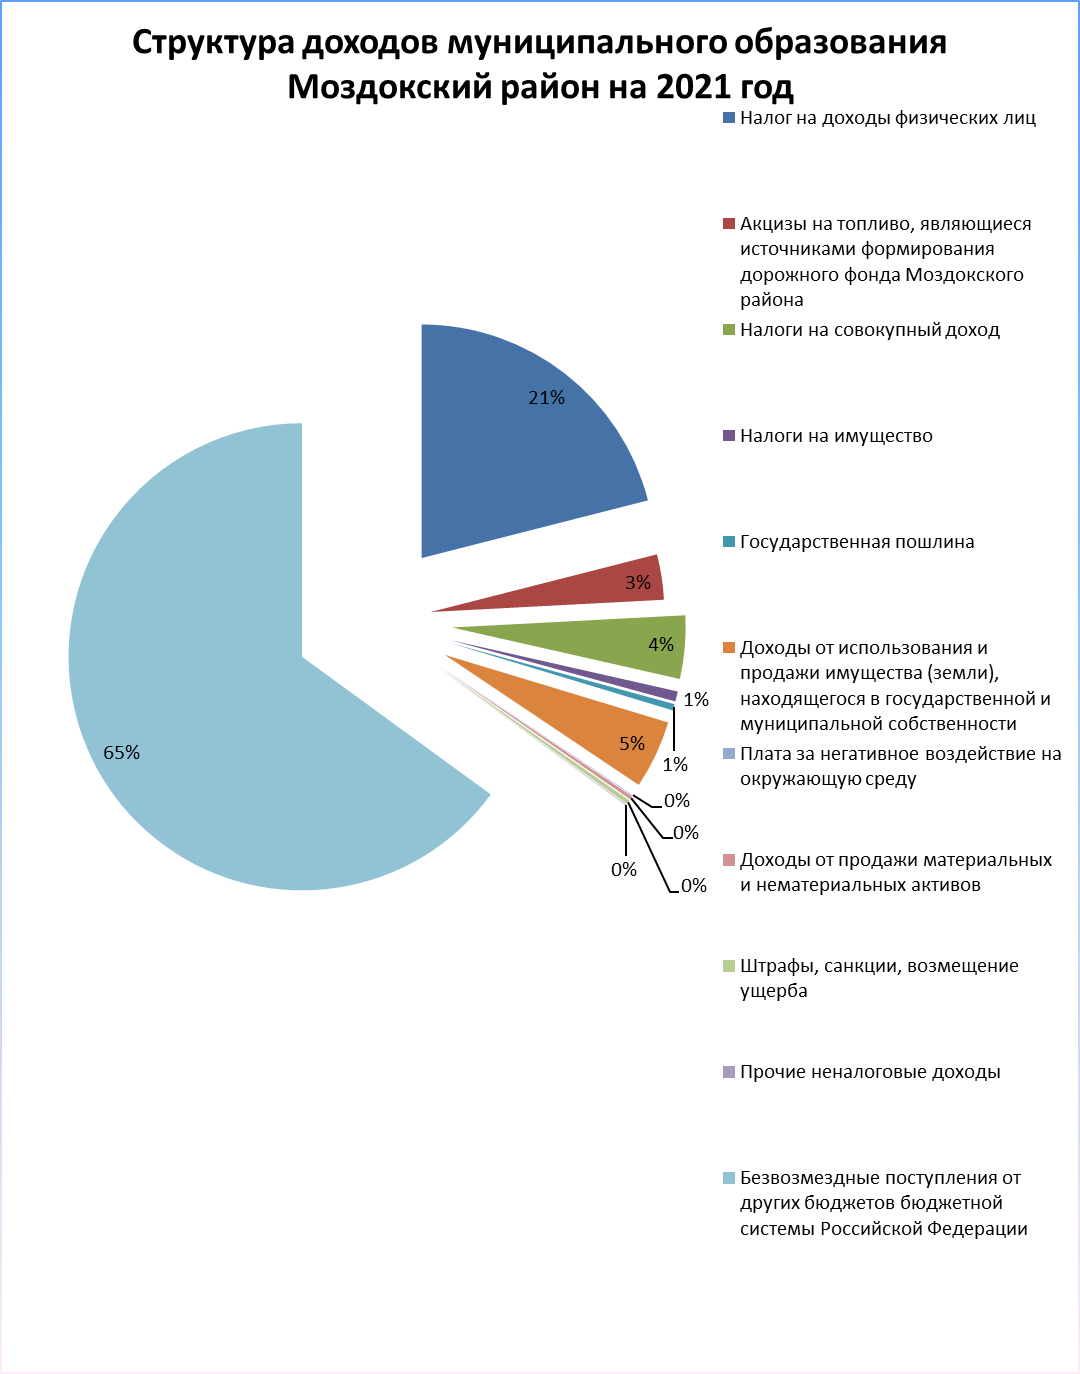 Структура доходов муниципального образования
Моздокский район на 2021 год
Налог на доходы физических лиц
Акцизы на топливо, являющиеся
источниками формирования
дорожного фонда Моздокского
района
Налоги на совокупный доход
Налоги на имущество
Государственная пошлина
Доходы от использования и
продажи имущества (земли),
находящегося в государственной и
муниципальной собственности
Плата за негативное воздействие на
окружающую среду
Доходы от продажи материальных
и нематериальных активов
Штрафы, санкции, возмещение
ущерба
Прочие неналоговые доходы
Безвозмездные поступления от
других бюджетов бюджетной
системы Российской Федерации
21%
3%
4%
1%
1%
5%
0%
0%
0%
0%
65%